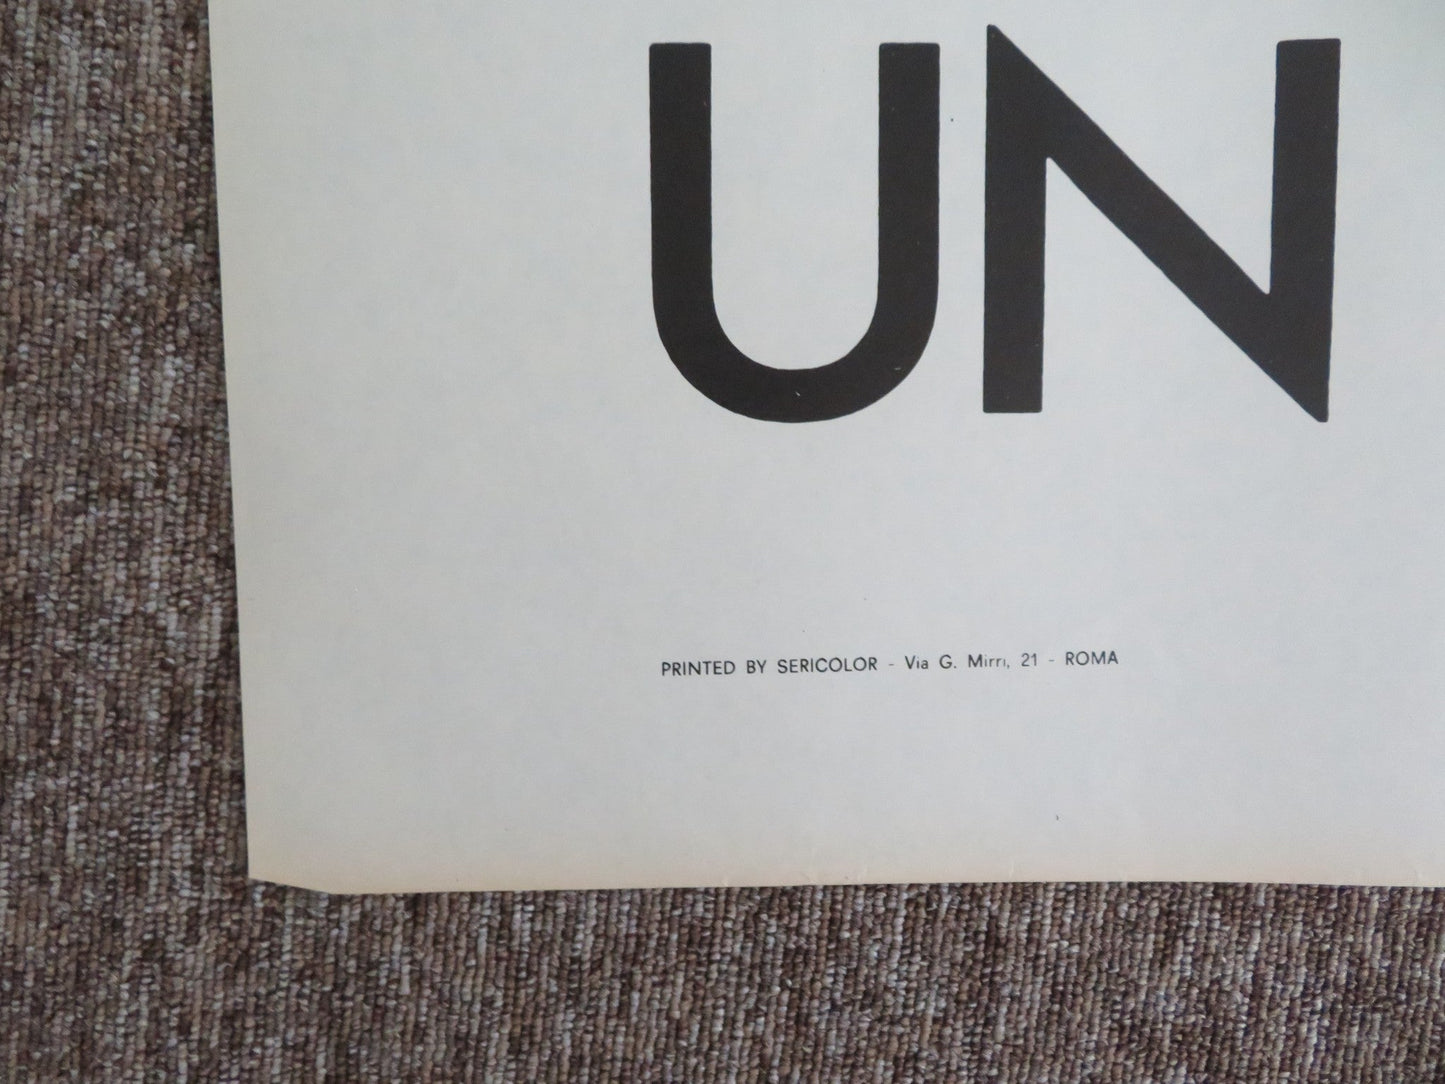 UN
PRINTED BY SERICOLOR - Via G. Mirri, 21 - ROMA